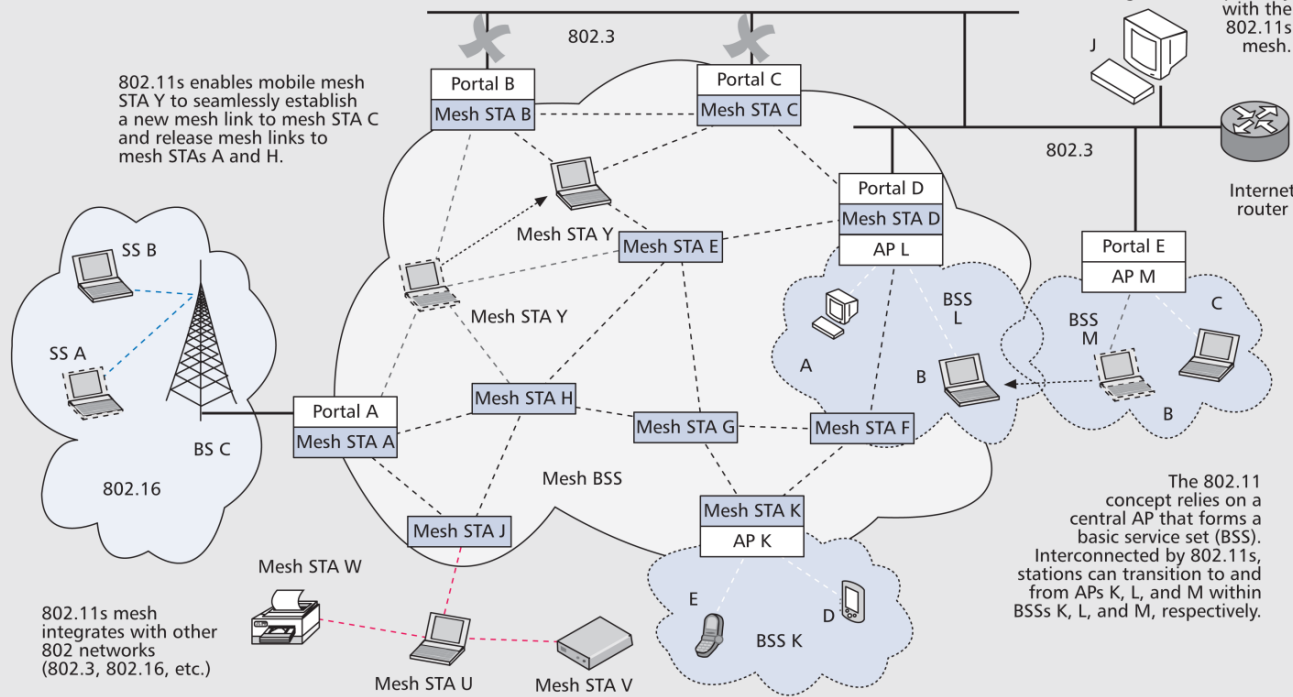 with the
802.11s
mesh.
J
802.3
802.11s enables mobile mesh
STA Y to seamlessly establish
a new mesh link to mesh STA C
and release mesh links to
mesh STAs A and H.
Portal B
Mesh STA B
Portal C
Mesh STA C
802.3
Internet
router
Portal D
Mesh STA D
AP L
Mesh STA Y
Mesh STA E
Portal E
AP M
SS B
SS A
BS C
802.16
Mesh STA Y
BSS
L
A
B
BSS
M
C
B
Portal A
Mesh STA A
Mesh STA H
Mesh STA G
Mesh STA F
Mesh BSS
Mesh STA J
Mesh STA K
AP K
The 802.11
concept relies on a
central AP that forms a
basic service set (BSS).
Interconnected by 802.11s,
stations can transition to and
from APs K, L, and M within
BSSs K, L, and M, respectively.
Mesh STA W
E
D
BSS K
802.11s mesh
integrates with other
802 networks
(802.3, 802.16, etc.)
Mesh STA U
Mesh STA V